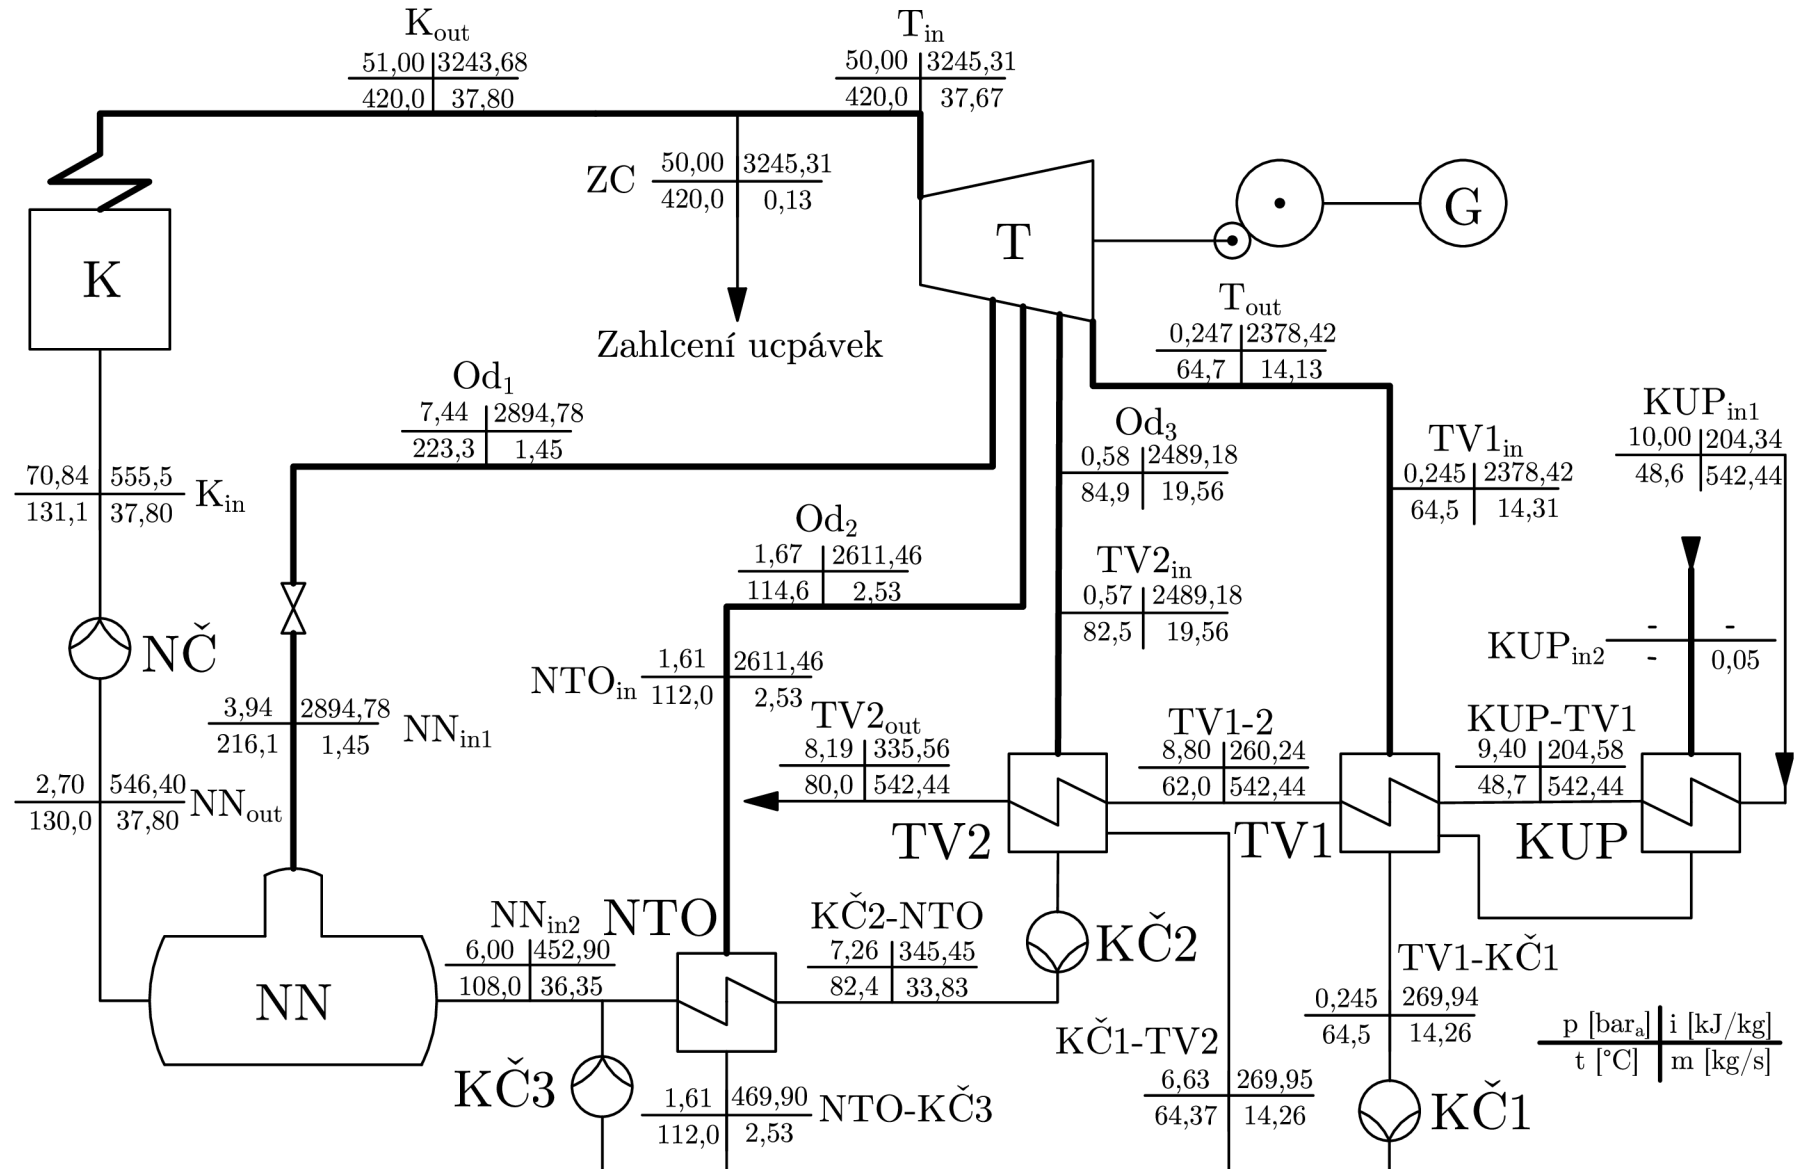 K_out
51,00 3243,68
420,0 37,80
T_in
50,00 3245,31
420,0 37,67
ZC
50,00 3245,31
420,0 0,13
Zahlcení ucpávek
K
T
G
T_out
0,247 2378,42
64,7 14,13
Od_1
7,44 2894,78
223,3 1,45
Od_3
0,58 2489,18
84,9 19,56
TV1_in
0,245 2378,42
64,5 14,31
KUP_in1
10,00 204,34
48,6 542,44
70,84 555,5
131,1 37,80
K_in
Od_2
1,67 2611,46
114,6 2,53
TV2_in
0,57 2489,18
82,5 19,56
NČ
KUP_in2
- -
- 0,05
NTO_in
1,61 2611,46
112,0 2,53
3,94 2894,78
216,1 1,45
NN_in1
TV2_out
8,19 335,56
80,0 542,44
TV1-2
8,80 260,24
62,0 542,44
KUP-TV1
9,40 204,58
48,7 542,44
2,70 546,40
130,0 37,80
NN_out
TV2
TV1
KUP
NN_in2
6,00 452,90
108,0 36,35
NTO
KČ2-NTO
7,26 345,45
82,4 33,83
KČ2
TV1-KČ1
0,245 269,94
64,5 14,26
NN
p [bar_a] i [kJ/kg]
t [°C] m [kg/s]
KČ1-TV2
6,63 269,95
64,37 14,26
KČ3
1,61 469,90
112,0 2,53
NTO-KČ3
KČ1